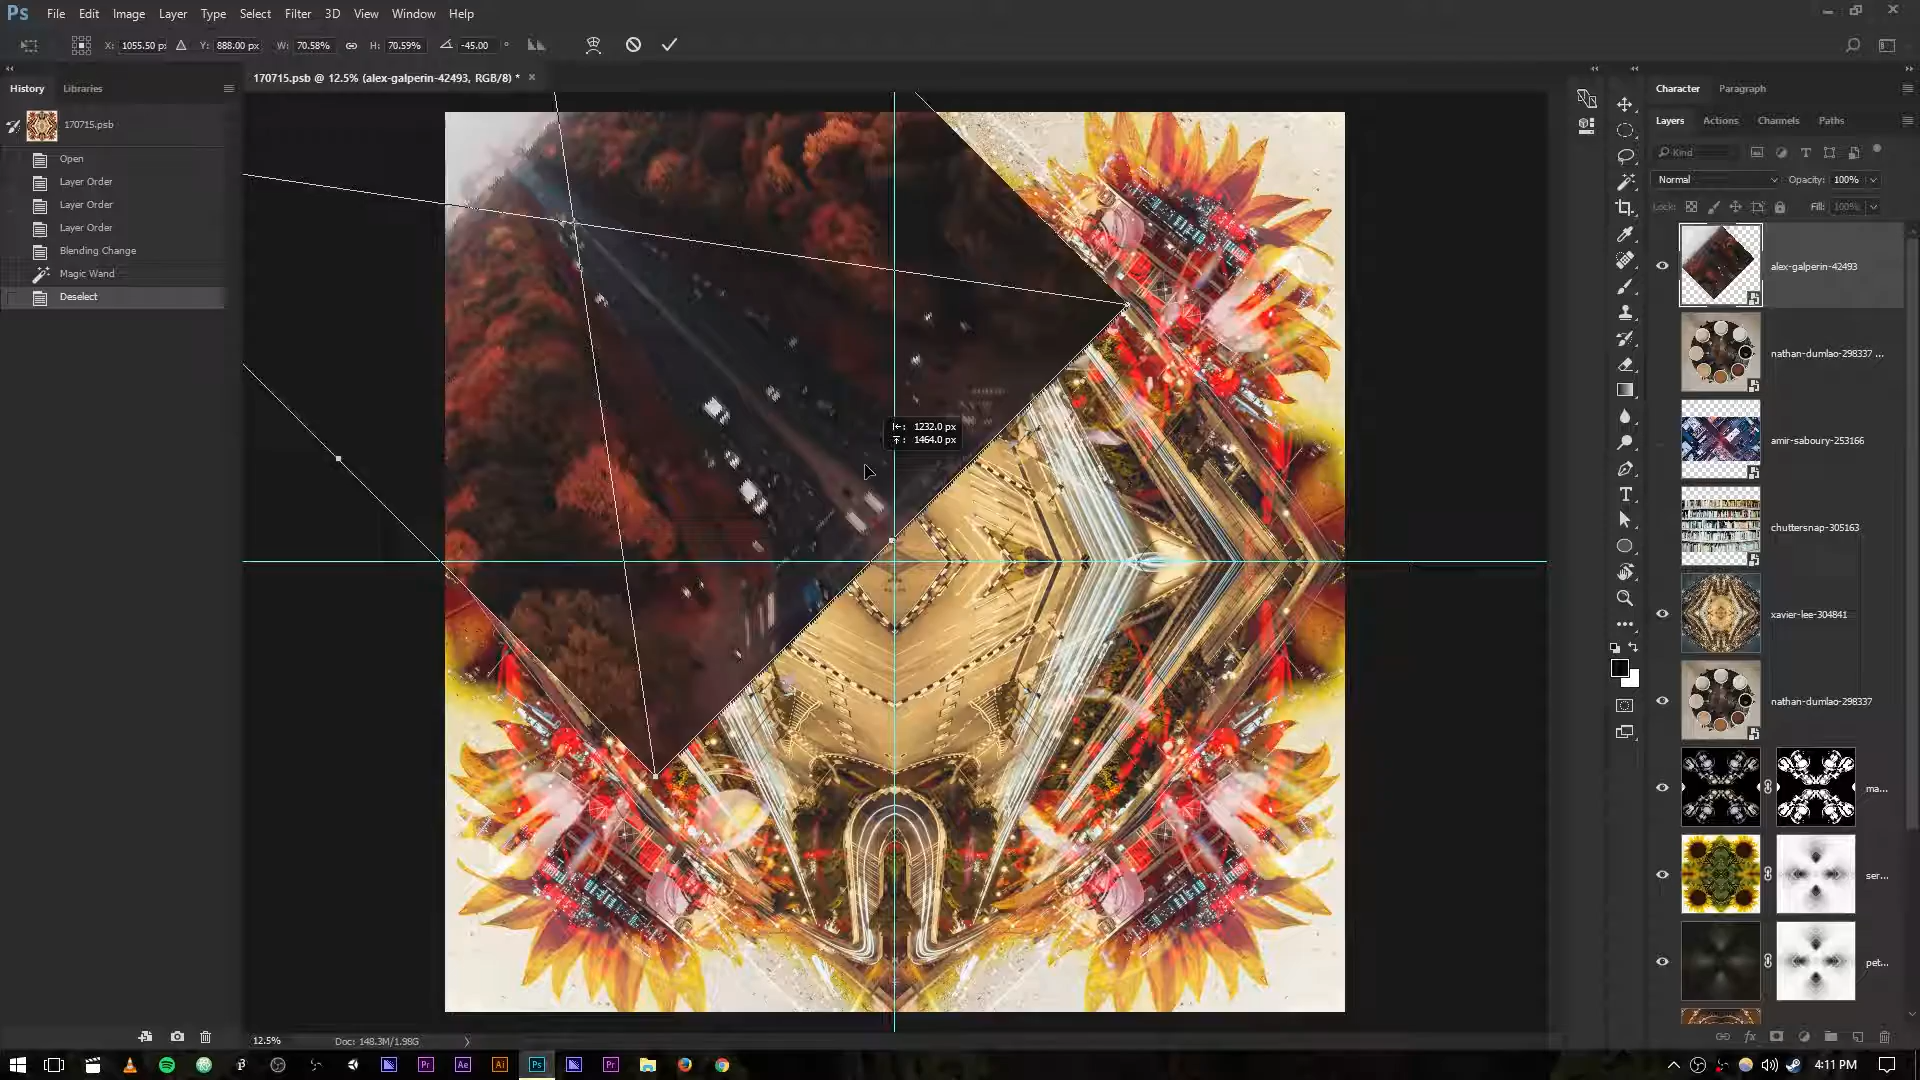 Ps File Edit Image Layer Type Select Filter 3D View Window Help
X: 1055.50 px Y: 888.00 px W: 70.58% H: 70.59% -45.00 °
History Libraries
170715.psb @ 12.5% (alex-galperin-42493, RGB/8) * ×
Character Paragraph
170715.psb
Layers Actions Channels Paths
Open
Kind
Layer Order
Normal Opacity: 100%
Layer Order
Lock: Fill: 100%
Layer Order
Blending Change
Magic Wand
Deselect
alex-galperin-42493
nathan-dumlao-298337 ...
1232.0 px
1464.0 px
amir-saboury-253166
chuttersnap-305163
xavier-lee-304841
nathan-dumlao-298337
ma...
ser...
pet...
12.5% Doc: 148.3M/1.98G
Pr Ae Ai Ps Pr
4:11 PM